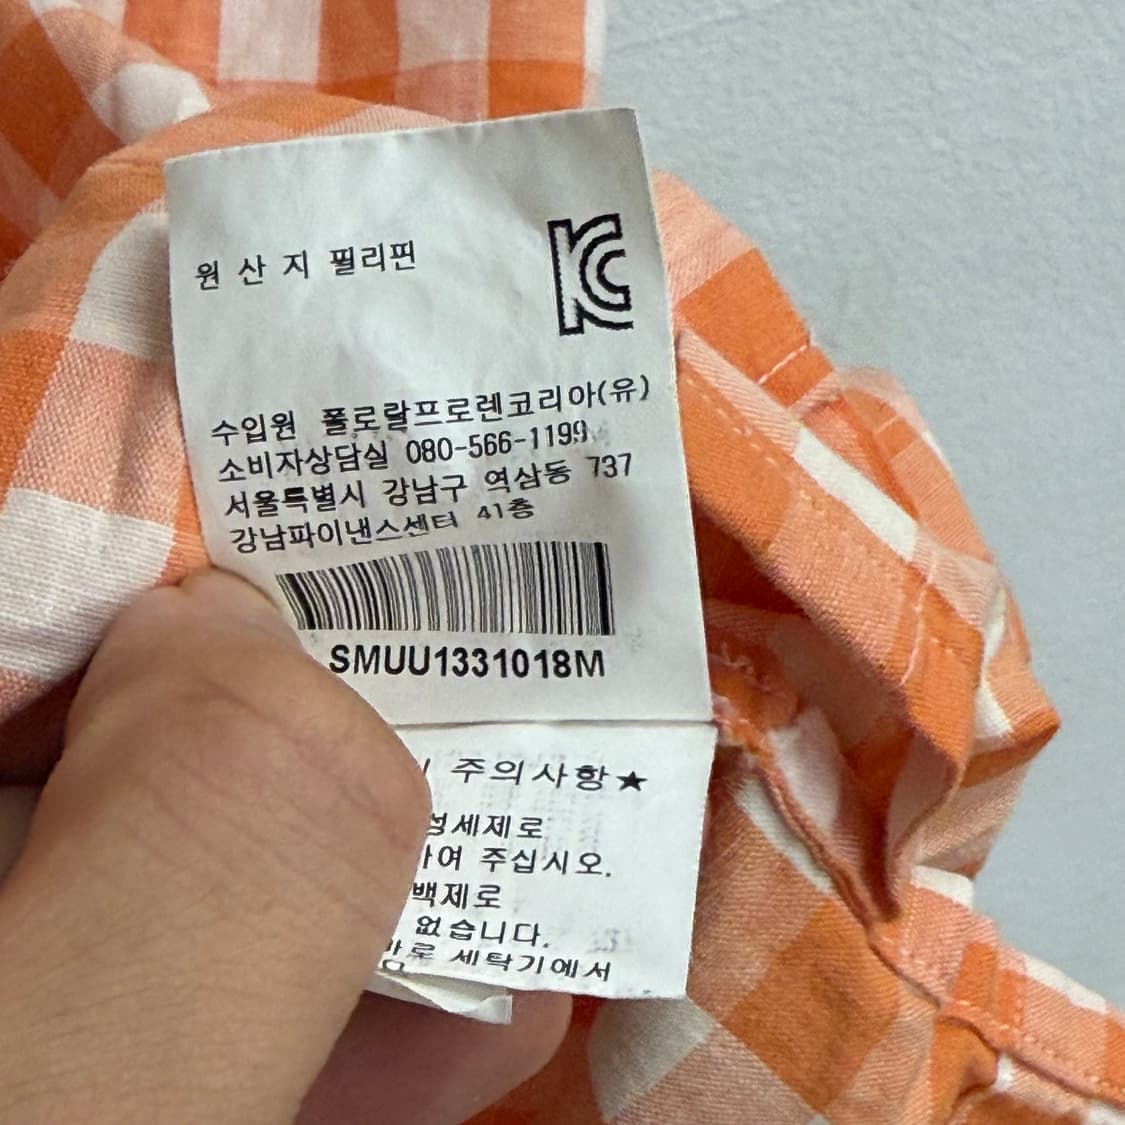 원 산 지 필리핀
KC
수입원 폴로랄프로렌코리아(유)
소비자상담실 080-566-1199
서울특별시 강남구 역삼동 737
강남파이낸스센터 41층
SMUU1331018M
주의사항★
성세제로
하여 주십시오.
백제로
없습니다.
세탁기에서